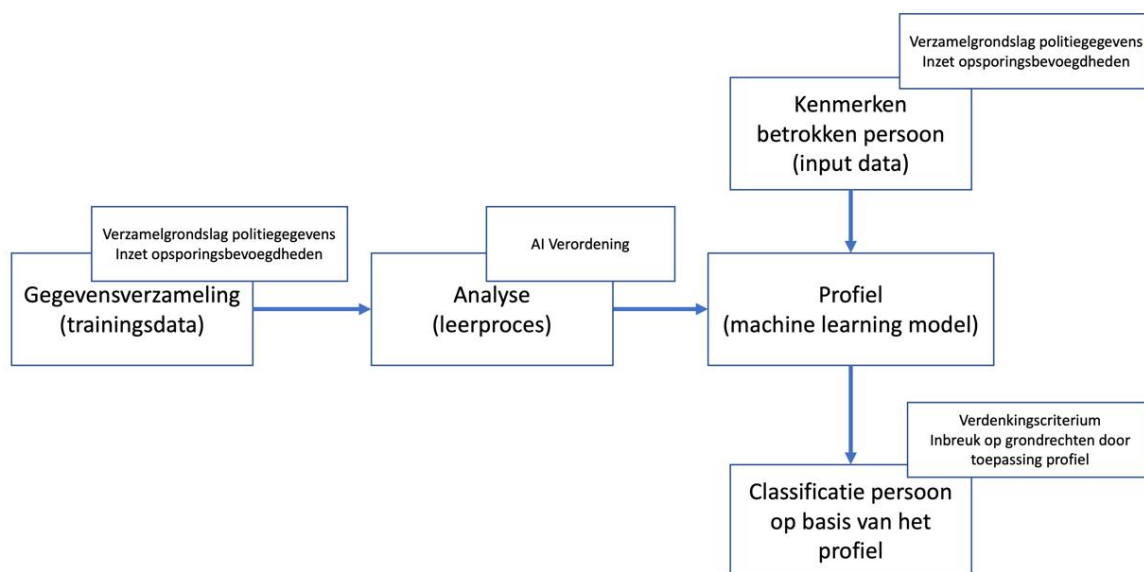 Verzamelgrondslag politiegegevens
Inzet opsporingsbevoegdheden
Kenmerken
betrokken persoon
(input data)
Verzamelgrondslag politiegegevens
Inzet opsporingsbevoegdheden
Gegevensverzameling
(trainingsdata)
AI Verordening
Analyse
(leerproces)
Profiel
(machine learning model)
Verdenkingscriterium
Inbreuk op grondrechten door
toepassing profiel
Classificatie persoon
op basis van het
profiel